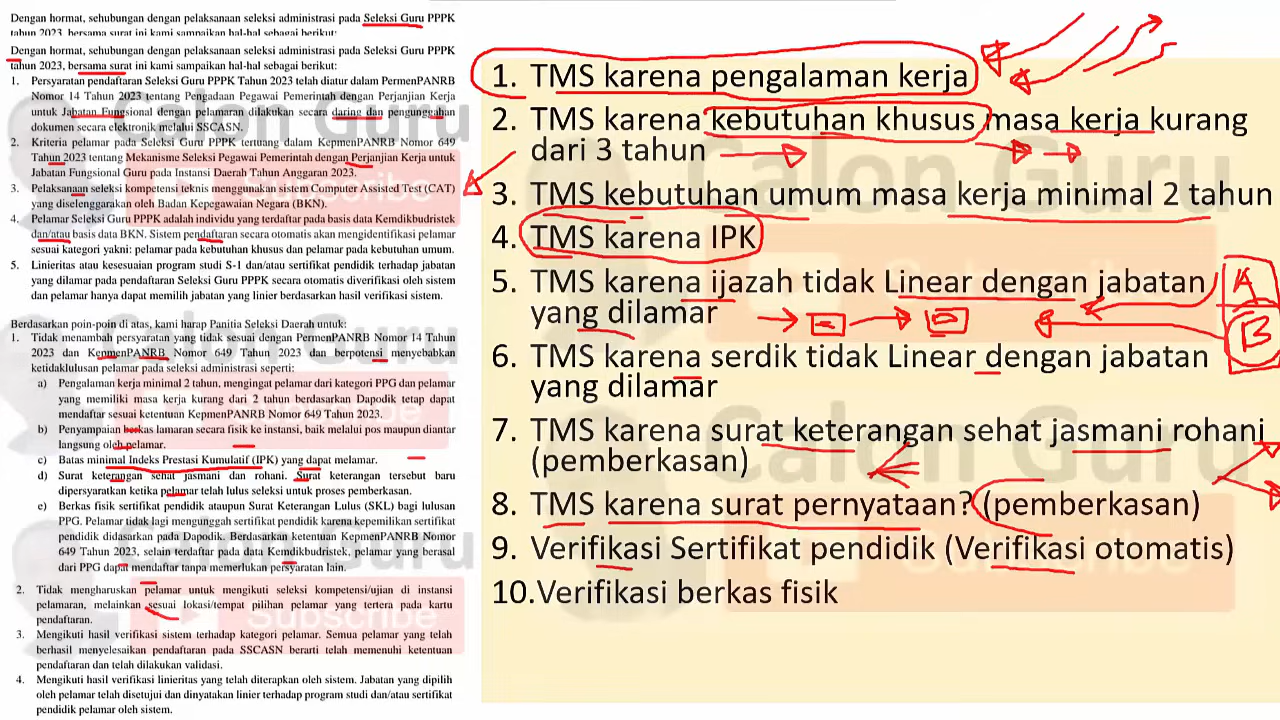 Dengan hormat, sehubungan dengan pelaksanaan seleksi administrasi pada Seleksi Guru PPPK
tahun 2023, bersama surat ini kami sampaikan hal-hal sebagai berikut:
Dengan hormat, sehubungan dengan pelaksanaan seleksi administrasi pada Seleksi Guru PPPK
tahun 2023, bersama surat ini kami sampaikan hal-hal sebagai berikut:
1. Persyaratan pendaftaran Seleksi Guru PPPK Tahun 2023 telah diatur dalam PermenPANRB
Nomor 14 Tahun 2023 tentang Pengadaan Pegawai Pemerintah dengan Perjanjian Kerja
untuk Jabatan Fungsional dengan pelamaran dilakukan secara daring dan pengunggahan
dokumen secara elektronik melalui SSCASN.
2. Kriteria pelamar pada Seleksi Guru PPPK tertuang dalam KepmenPANRB Nomor 649
Tahun 2023 tentang Mekanisme Seleksi Pegawai Pemerintah dengan Perjanjian Kerja untuk
Jabatan Fungsional Guru pada Instansi Daerah Tahun Anggaran 2023.
3. Pelaksanaan seleksi kompetensi teknis menggunakan sistem Computer Assisted Test (CAT)
yang diselenggarakan oleh Badan Kepegawaian Negara (BKN).
4. Pelamar Seleksi Guru PPPK adalah individu yang terdaftar pada basis data Kemdikbudristek
dan/atau basis data BKN. Sistem pendaftaran secara otomatis akan mengidentifikasi pelamar
sesuai kategori yakni: pelamar pada kebutuhan khusus dan pelamar pada kebutuhan umum.
5. Linieritas atau kesesuaian program studi S-1 dan/atau sertifikat pendidik terhadap jabatan
yang dilamar pada pendaftaran Seleksi Guru PPPK secara otomatis diverifikasi oleh sistem
dan pelamar hanya dapat memilih jabatan yang linier berdasarkan hasil verifikasi sistem.
Berdasarkan poin-poin di atas, kami harap Panitia Seleksi Daerah untuk:
1. Tidak menambah persyaratan yang tidak sesuai dengan PermenPANRB Nomor 14 Tahun
2023 dan KepmenPANRB Nomor 649 Tahun 2023 dan berpotensi menyebabkan
ketidaklulusan pelamar pada seleksi administrasi seperti:
a) Pengalaman kerja minimal 2 tahun, mengingat pelamar dari kategori PPG dan pelamar
yang memiliki masa kerja kurang dari 2 tahun berdasarkan Dapodik tetap dapat
mendaftar sesuai ketentuan KepmenPANRB Nomor 649 Tahun 2023.
b) Penyampaian berkas lamaran secara fisik ke instansi, baik melalui pos maupun diantar
langsung oleh pelamar.
c) Batas minimal Indeks Prestasi Kumulatif (IPK) yang dapat melamar.
d) Surat keterangan sehat jasmani dan rohani. Surat keterangan tersebut baru
dipersyaratkan ketika pelamar telah lulus seleksi untuk proses pemberkasan.
e) Berkas fisik sertifikat pendidik ataupun Surat Keterangan Lulus (SKL) bagi lulusan
PPG. Pelamar tidak lagi mengunggah sertifikat pendidik karena kepemilikan sertifikat
pendidik didasarkan pada Dapodik. Berdasarkan ketentuan KepmenPANRB Nomor
649 Tahun 2023, selain terdaftar pada data Kemdikbudristek, pelamar yang berasal
dari PPG dapat mendaftar tanpa memerlukan persyaratan lain.
2. Tidak mengharuskan pelamar untuk mengikuti seleksi kompetensi/ujian di instansi
pelamaran, melainkan sesuai lokasi/tempat pilihan pelamar yang tertera pada kartu
pendaftaran.
3. Mengikuti hasil verifikasi sistem terhadap kategori pelamar. Semua pelamar yang telah
berhasil menyelesaikan pendaftaran pada SSCASN berarti telah memenuhi ketentuan
pendaftaran dan telah dilakukan validasi.
4. Mengikuti hasil verifikasi linieritas yang telah diterapkan oleh sistem. Jabatan yang dipilih
oleh pelamar telah disetujui dan dinyatakan linier terhadap program studi dan/atau sertifikat
pendidik pelamar oleh sistem.
1. TMS karena pengalaman kerja
2. TMS karena kebutuhan khusus masa kerja kurang
dari 3 tahun
3. TMS kebutuhan umum masa kerja minimal 2 tahun
4. TMS karena IPK
5. TMS karena ijazah tidak Linear dengan jabatan
yang dilamar
A
B
6. TMS karena serdik tidak Linear dengan jabatan
yang dilamar
7. TMS karena surat keterangan sehat jasmani rohani
(pemberkasan)
8. TMS karena surat pernyataan? (pemberkasan)
9. Verifikasi Sertifikat pendidik (Verifikasi otomatis)
10.Verifikasi berkas fisik
Calon Guru
Subscribe
Calon Guru
Subscribe
Calon Guru
Subscribe
Calon Guru
Subscribe
Calon Guru
Subscribe